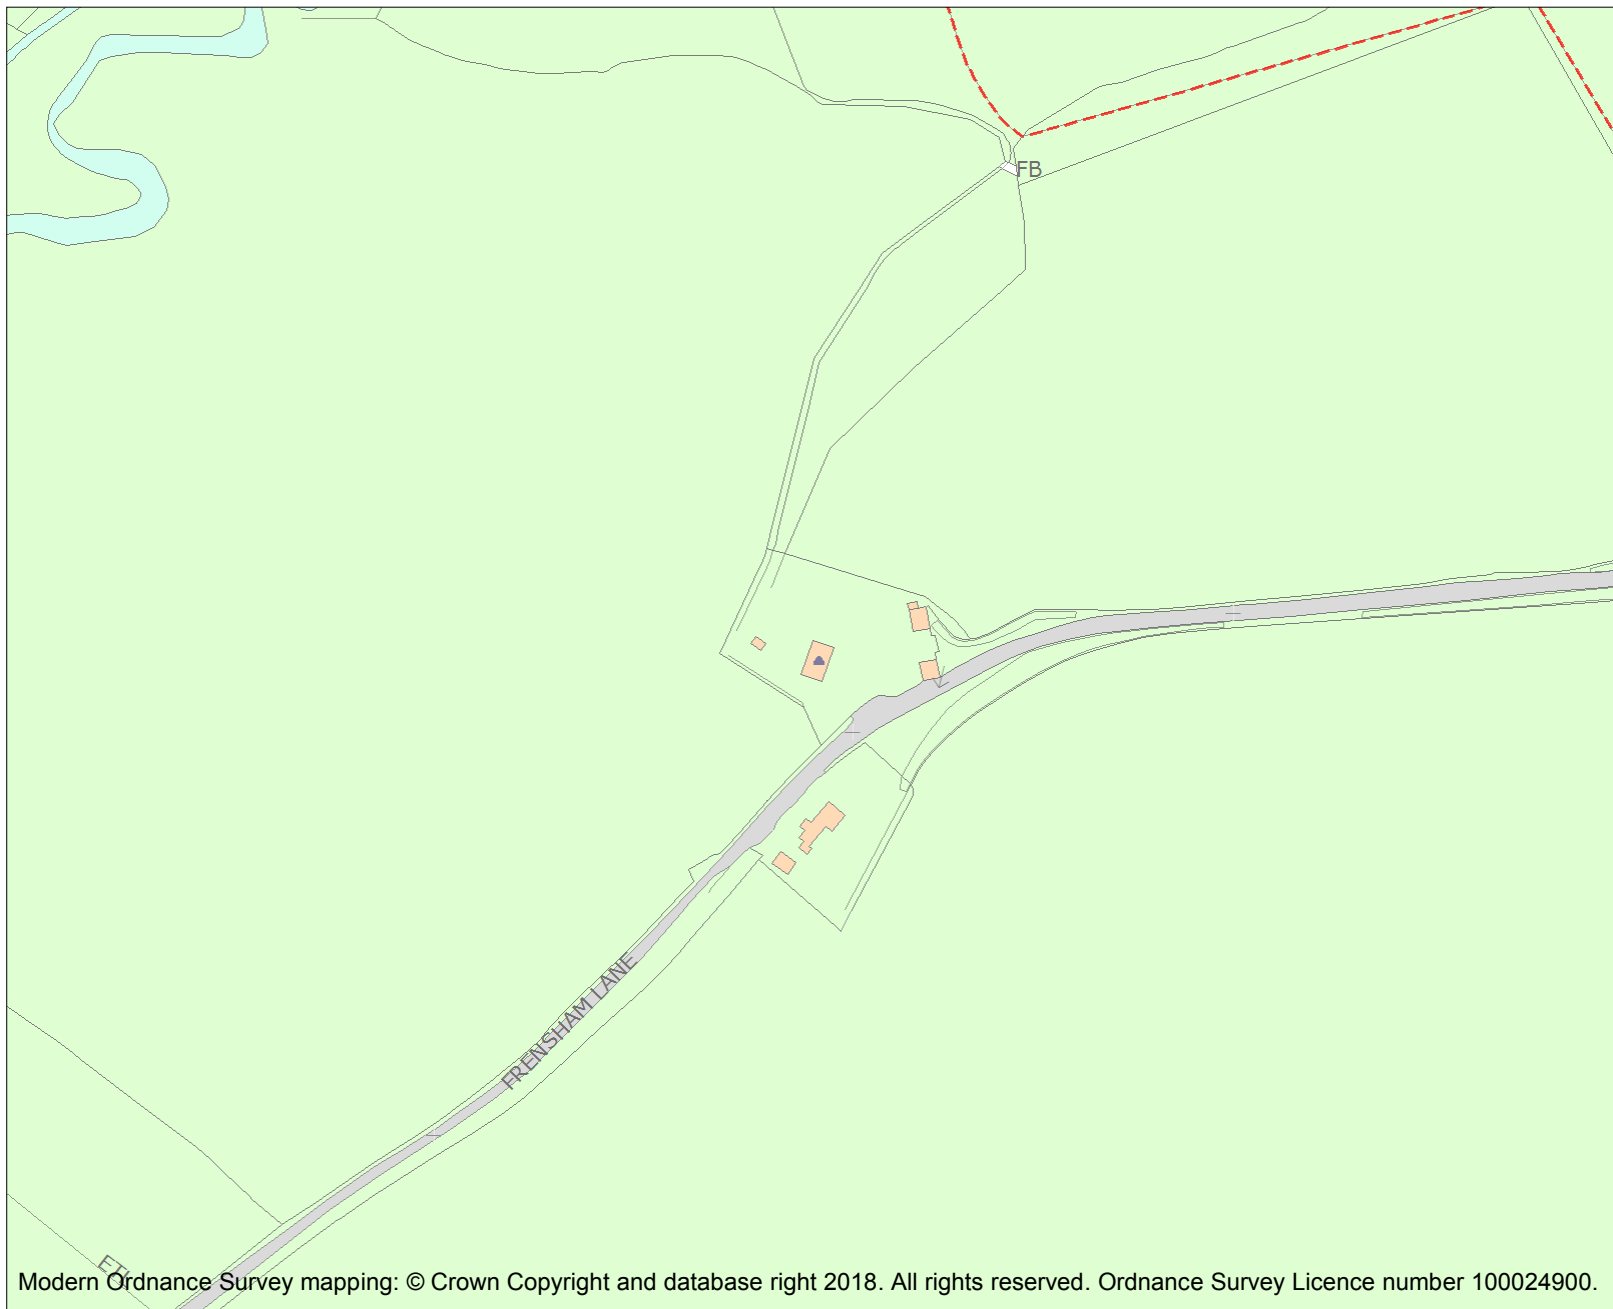 FB
FRENSHAM LANE
ETL
Modern Ordnance Survey mapping: © Crown Copyright and database right 2018. All rights reserved. Ordnance Survey Licence number 100024900.